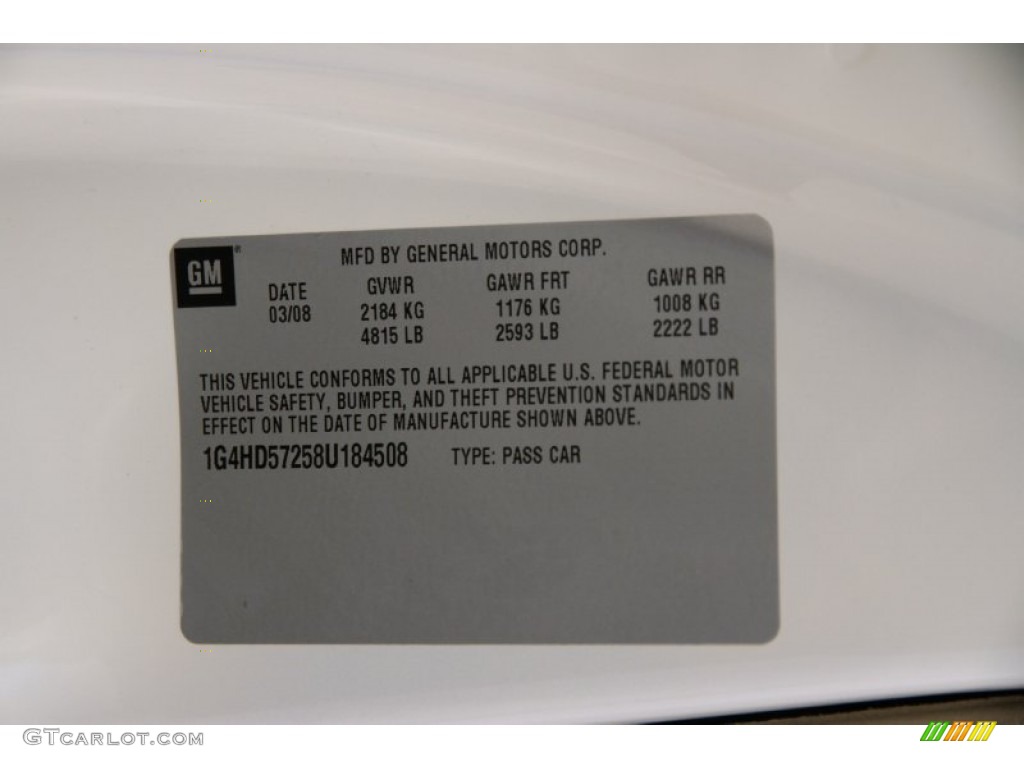 GM®
MFD BY GENERAL MOTORS CORP.
DATE GVWR GAWR FRT GAWR RR
03/08 2184 KG 1176 KG 1008 KG
4815 LB 2593 LB 2222 LB
THIS VEHICLE CONFORMS TO ALL APPLICABLE U.S. FEDERAL MOTOR
VEHICLE SAFETY, BUMPER, AND THEFT PREVENTION STANDARDS IN
EFFECT ON THE DATE OF MANUFACTURE SHOWN ABOVE.
1G4HD57258U184508 TYPE: PASS CAR
GTCARLOT.COM